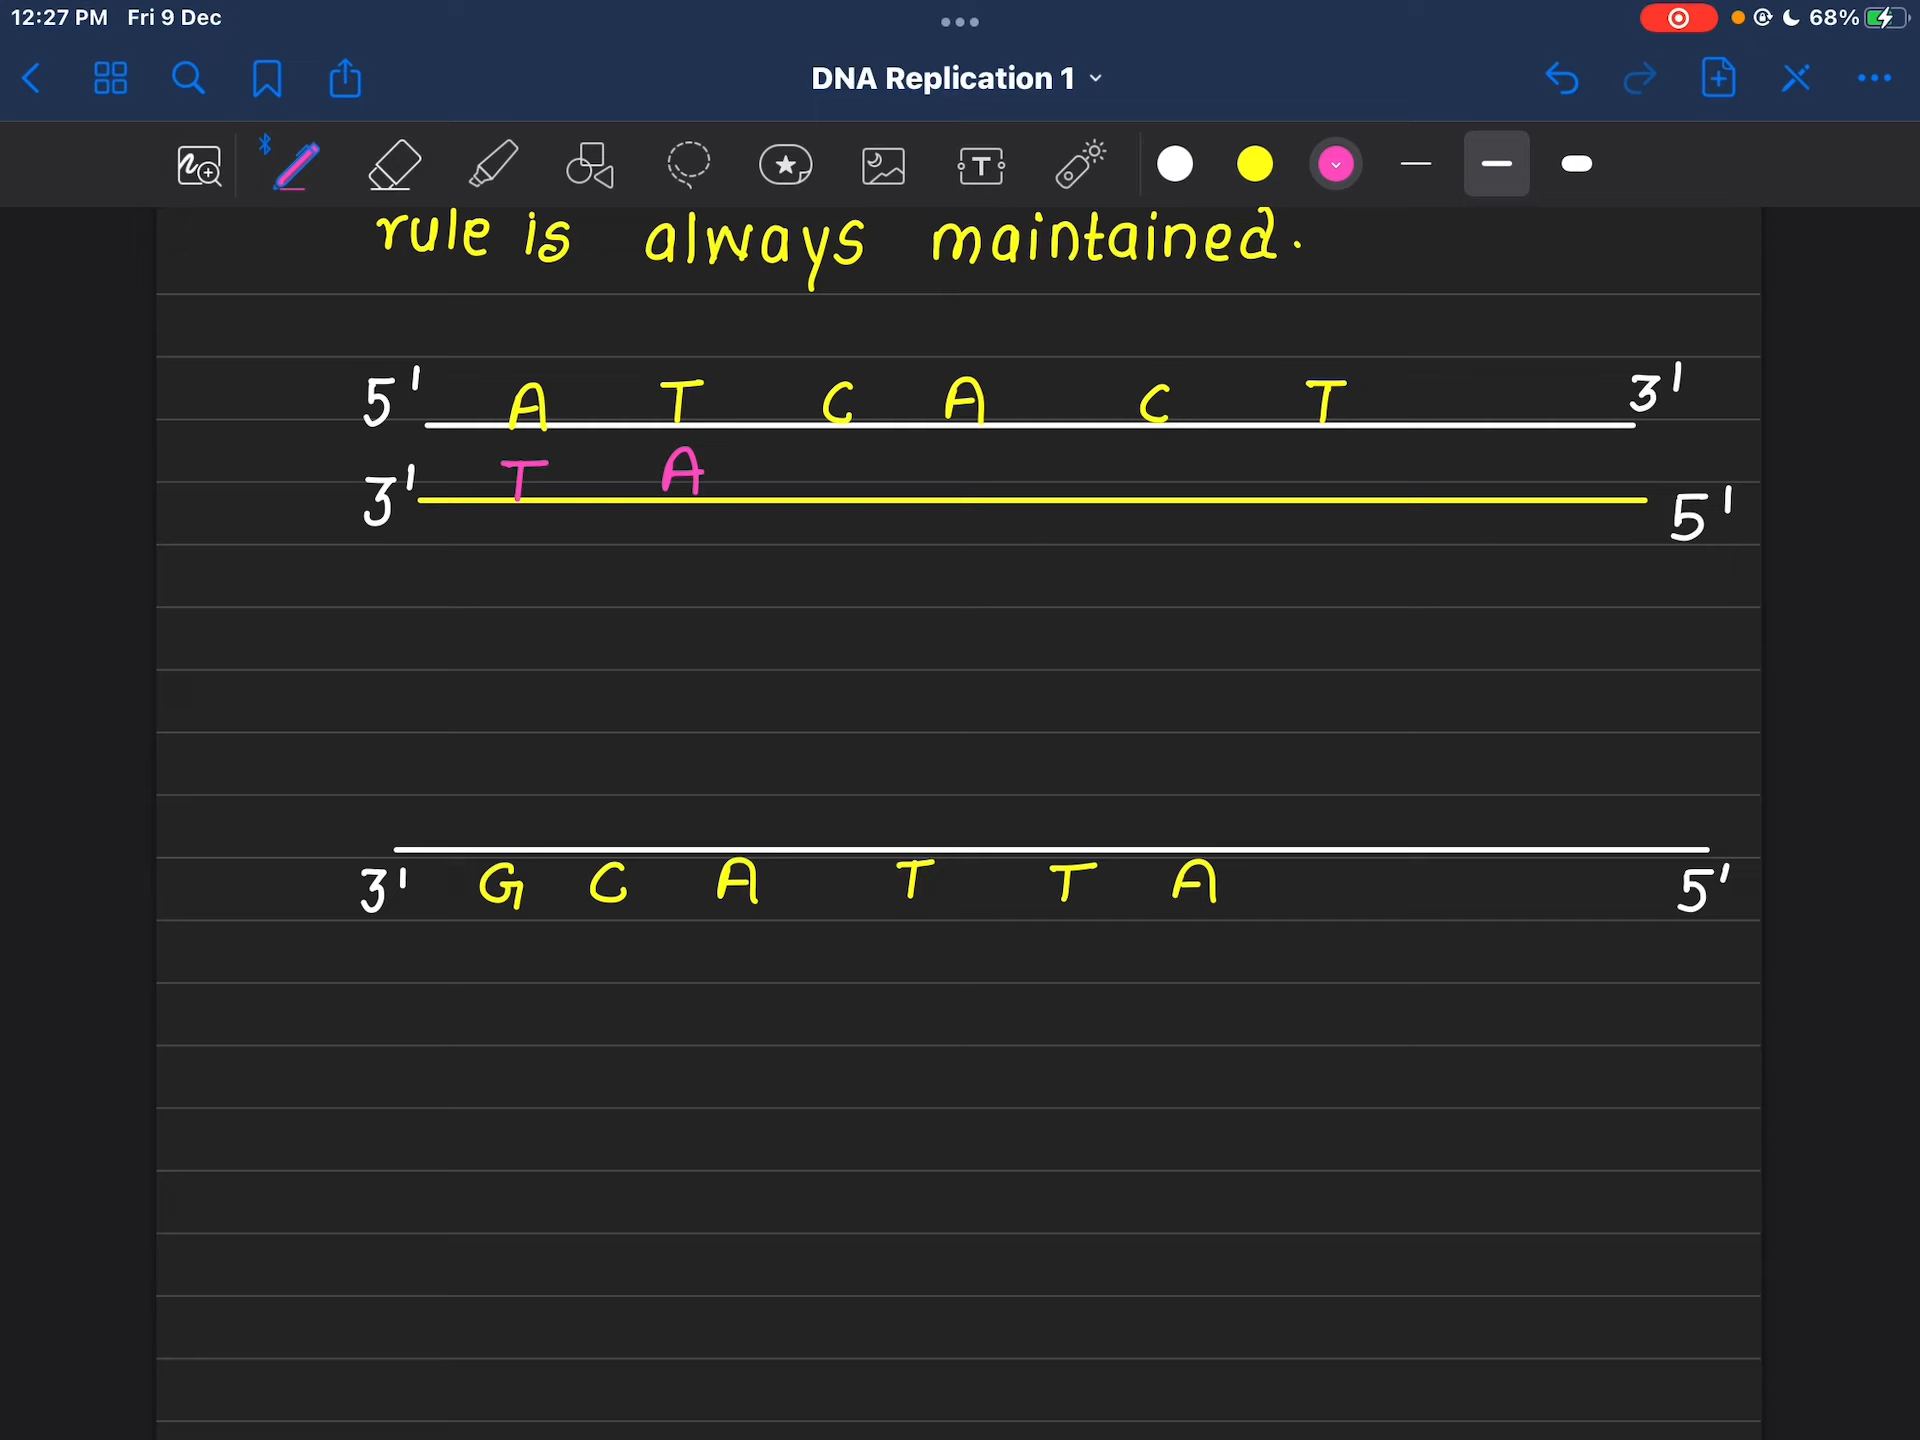 12:27 PM Fri 9 Dec
68%
DNA Replication 1
rule is always maintained.
5' A T C A C T 3'
3' T A 5'
3' G C A T T A 5'